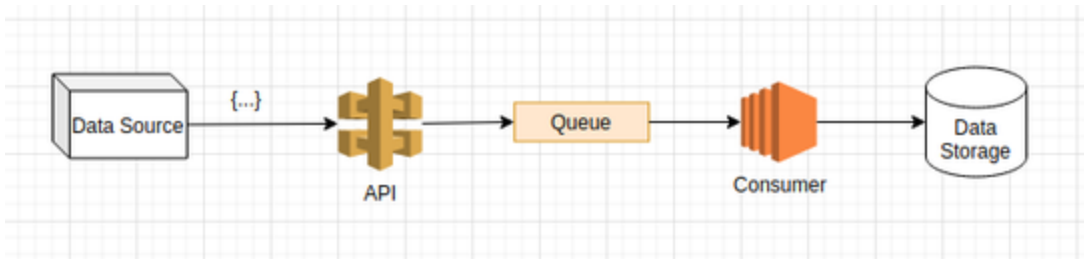 Data Source
{...}
API
Queue
Consumer
Data
Storage